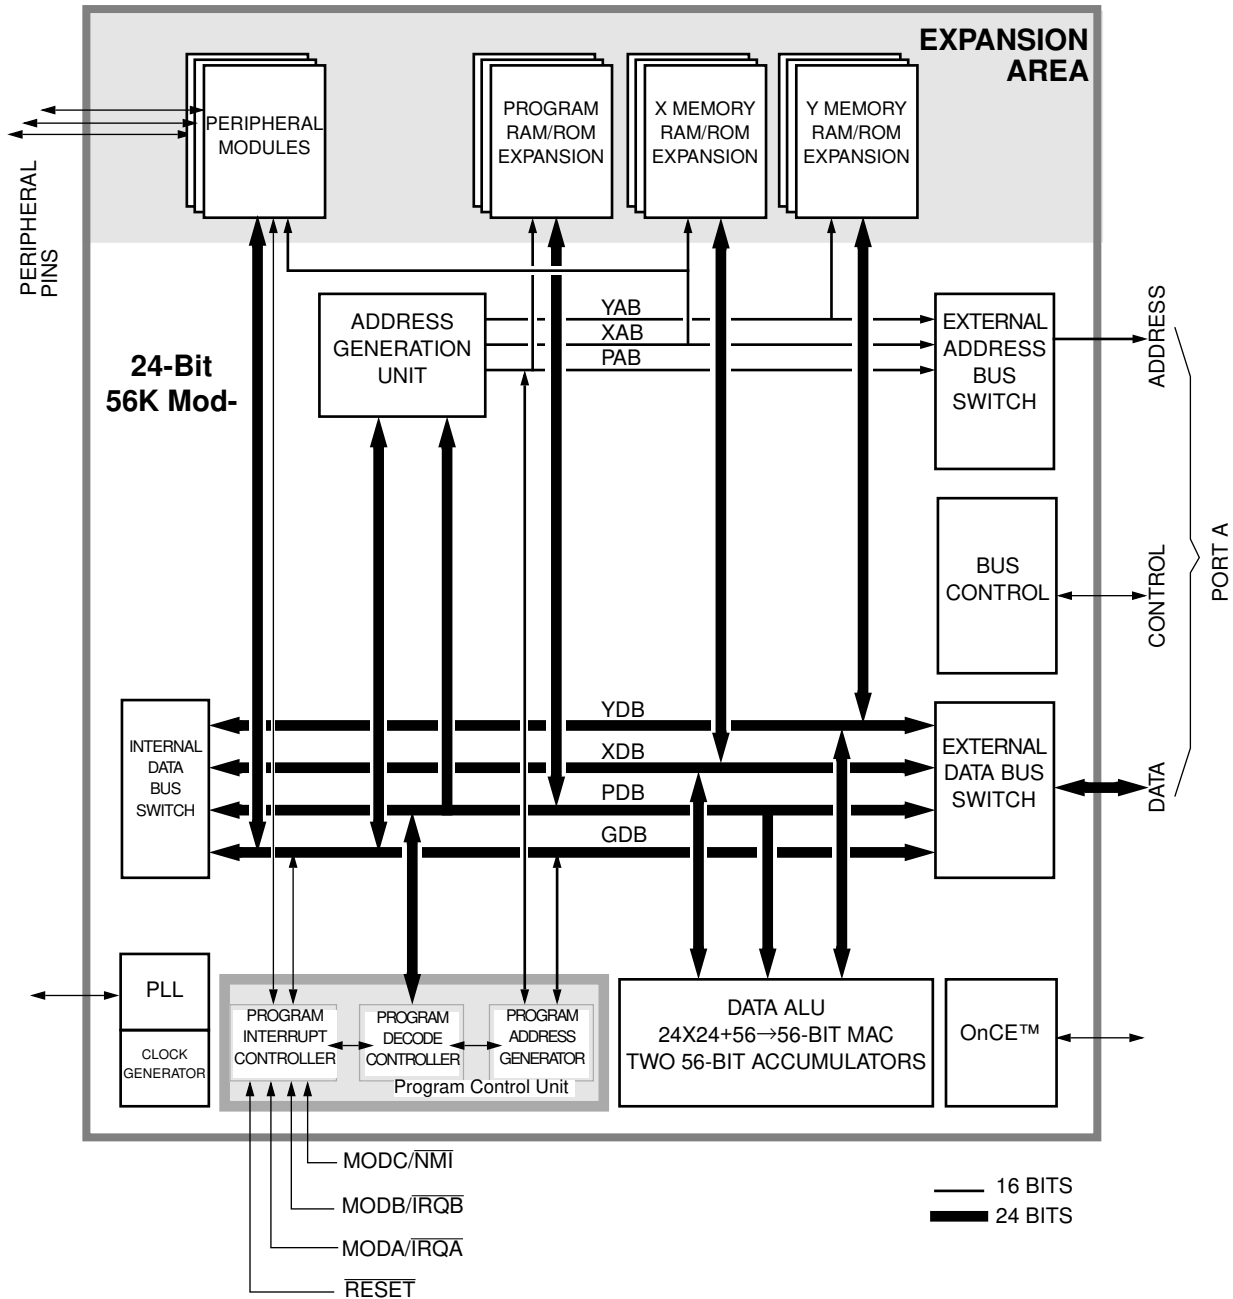 EXPANSION
AREA
PERIPHERAL
MODULES
PROGRAM
RAM/ROM
EXPANSION
X MEMORY
RAM/ROM
EXPANSION
Y MEMORY
RAM/ROM
EXPANSION
PERIPHERAL
PINS
24-Bit
56K Mod-
ADDRESS
GENERATION
UNIT
YAB
XAB
PAB
EXTERNAL
ADDRESS
BUS
SWITCH
ADDRESS
BUS
CONTROL
CONTROL
PORT A
INTERNAL
DATA
BUS
SWITCH
YDB
XDB
PDB
GDB
EXTERNAL
DATA BUS
SWITCH
DATA
PLL
CLOCK
GENERATOR
PROGRAM
INTERRUPT
CONTROLLER
PROGRAM
DECODE
CONTROLLER
PROGRAM
ADDRESS
GENERATOR
Program Control Unit
DATA ALU
24X24+56→56-BIT MAC
TWO 56-BIT ACCUMULATORS
OnCE™
MODC/NMI
MODB/IRQB
MODA/IRQA
RESET
16 BITS
24 BITS